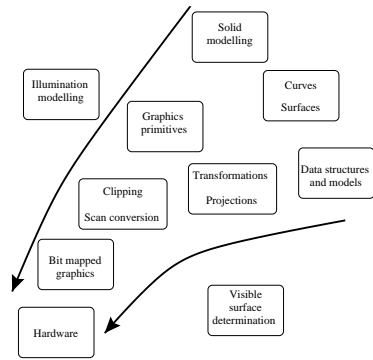 Solid
modelling
Illumination
modelling
Curves
Surfaces
Graphics
primitives
Transformations
Projections
Data structures
and models
Clipping
Scan conversion
Bit mapped
graphics
Visible
surface
determination
Hardware